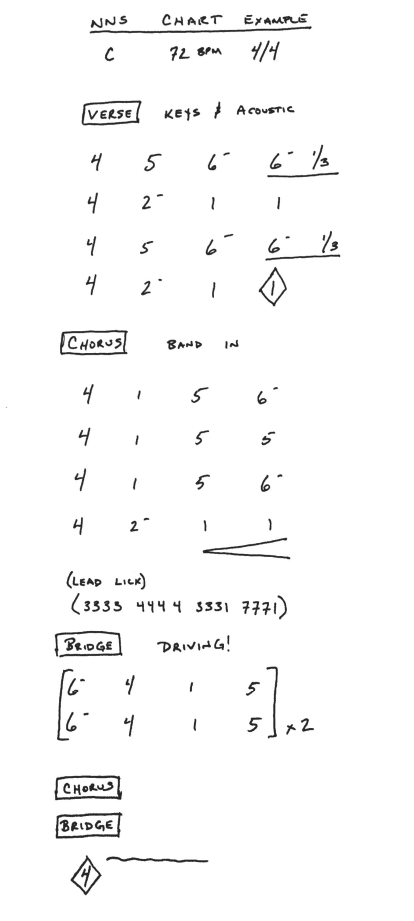 NNS CHART EXAMPLE
C 72 BPM 4/4
VERSE KEYS & ACOUSTIC
4 5 6- 6- 1/3
4 2- 1 1
4 5 6- 6- 1/3
4 2- 1 1
CHORUS BAND IN
4 1 5 6-
4 1 5 5
4 1 5 6-
4 2- 1 1
(LEAD LICK)
(3333 4444 3331 7771)
BRIDGE DRIVING!
[6- 4 1 5
6- 4 1 5] x2
CHORUS
BRIDGE
4